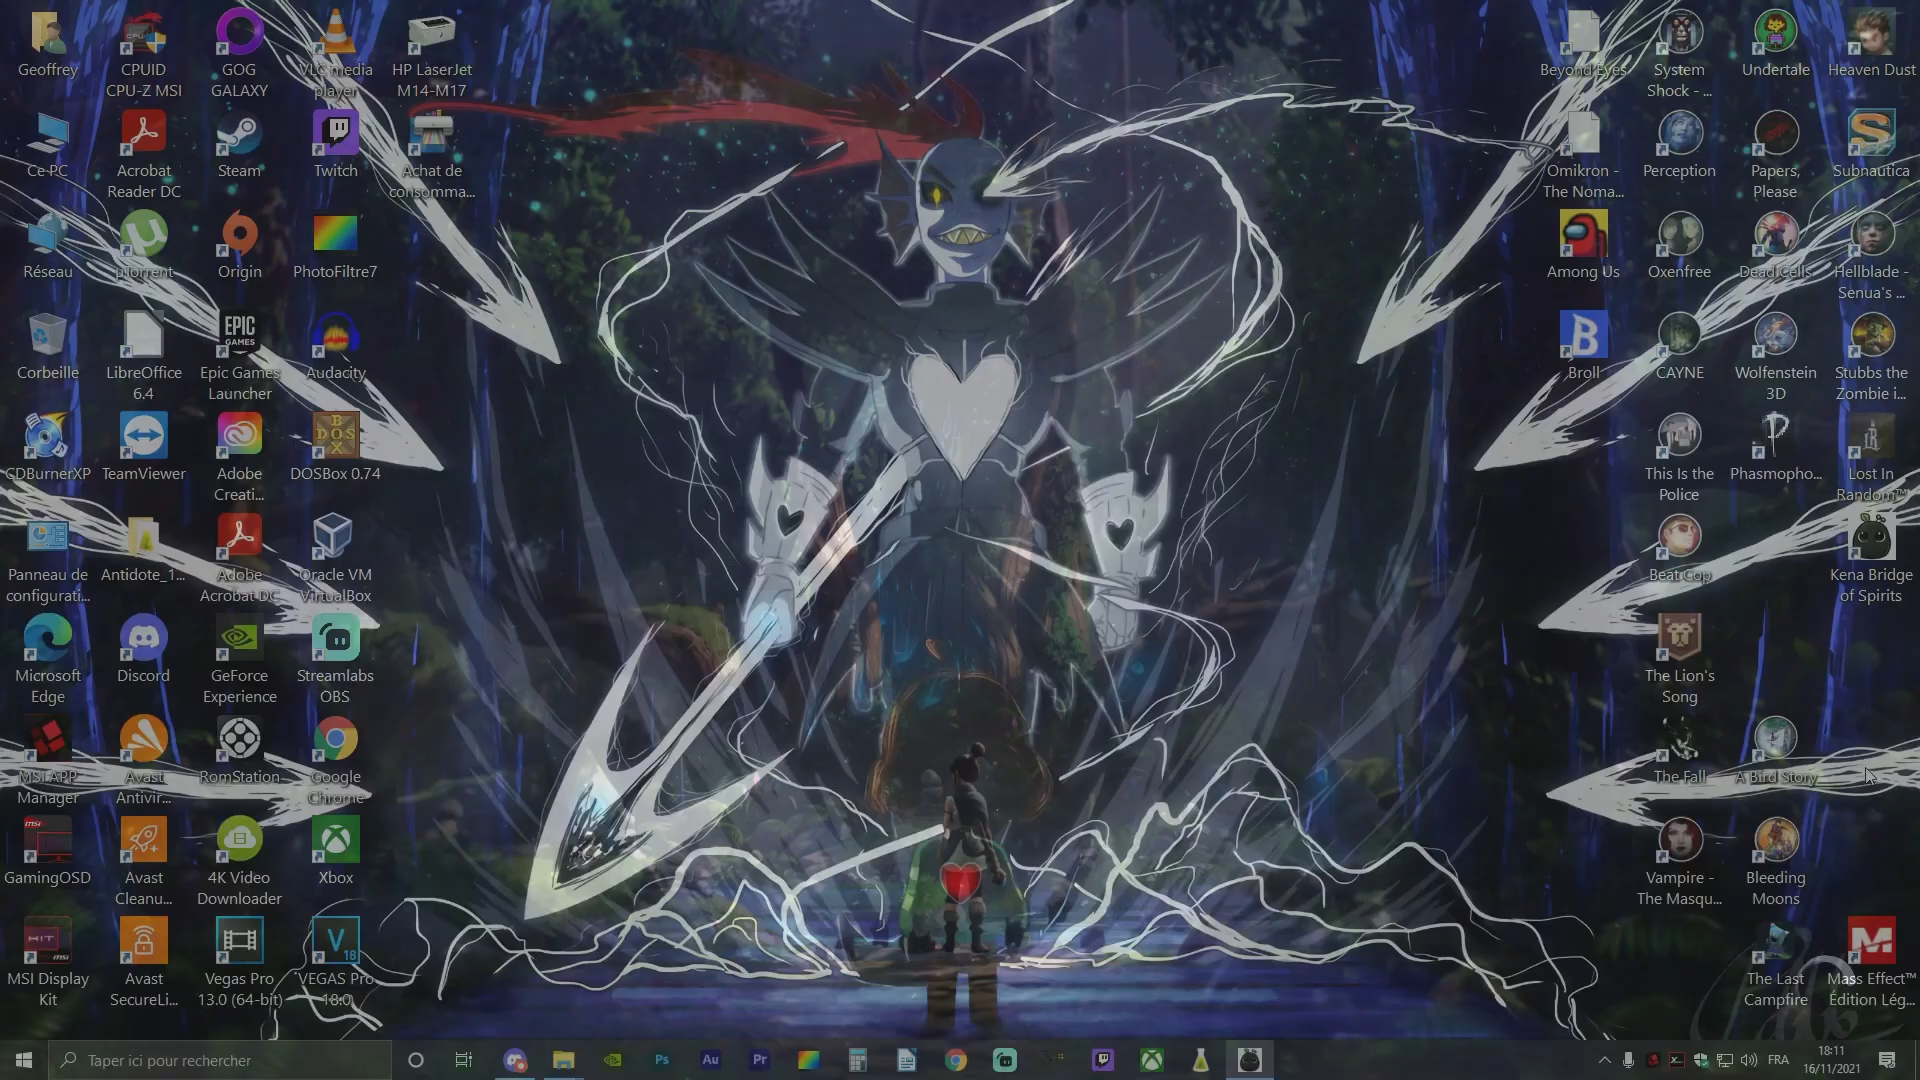 Geoffrey
CPUID
CPU-Z MSI
GOG
GALAXY
VLC media
player
HP LaserJet
M14-M17
Ce PC
Acrobat
Reader DC
Steam
Twitch
Achat de
consomma...
Réseau
µTorrent
Origin
PhotoFiltre7
Corbeille
LibreOffice
6.4
EPIC
GAMES
Epic Games
Launcher
Audacity
CDBurnerXP
TeamViewer
Adobe
Creati...
DOSBox 0.74
Panneau de
configurati...
Antidote_1...
Adobe
Acrobat DC
Oracle VM
VirtualBox
Microsoft
Edge
Discord
GeForce
Experience
Streamlabs
OBS
MSI APP
Manager
Avast
Antivir...
RomStation
Google
Chrome
GamingOSD
Avast
Cleanu...
4K Video
Downloader
Xbox
MSI Display
Kit
Avast
SecureLi...
Vegas Pro
13.0 (64-bit)
VEGAS Pro
18.0
Beyond Eyes
System
Shock - ...
Undertale
Heaven Dust
Omikron -
The Noma...
Perception
Papers,
Please
Subnautica
Among Us
Oxenfree
Dead Cells
Hellblade -
Senua's ...
Broll
CAYNE
Wolfenstein
3D
Stubbs the
Zombie i...
This Is the
Police
Phasmopho...
Lost In
Random™
Beat Cop
Kena Bridge
of Spirits
The Lion's
Song
The Fall
A Bird Story
Vampire -
The Masqu...
Bleeding
Moons
The Last
Campfire
Mass Effect™
Édition Lég...
Taper ici pour rechercher
Ps
Au
Pr
FRA
18:11
16/11/2021